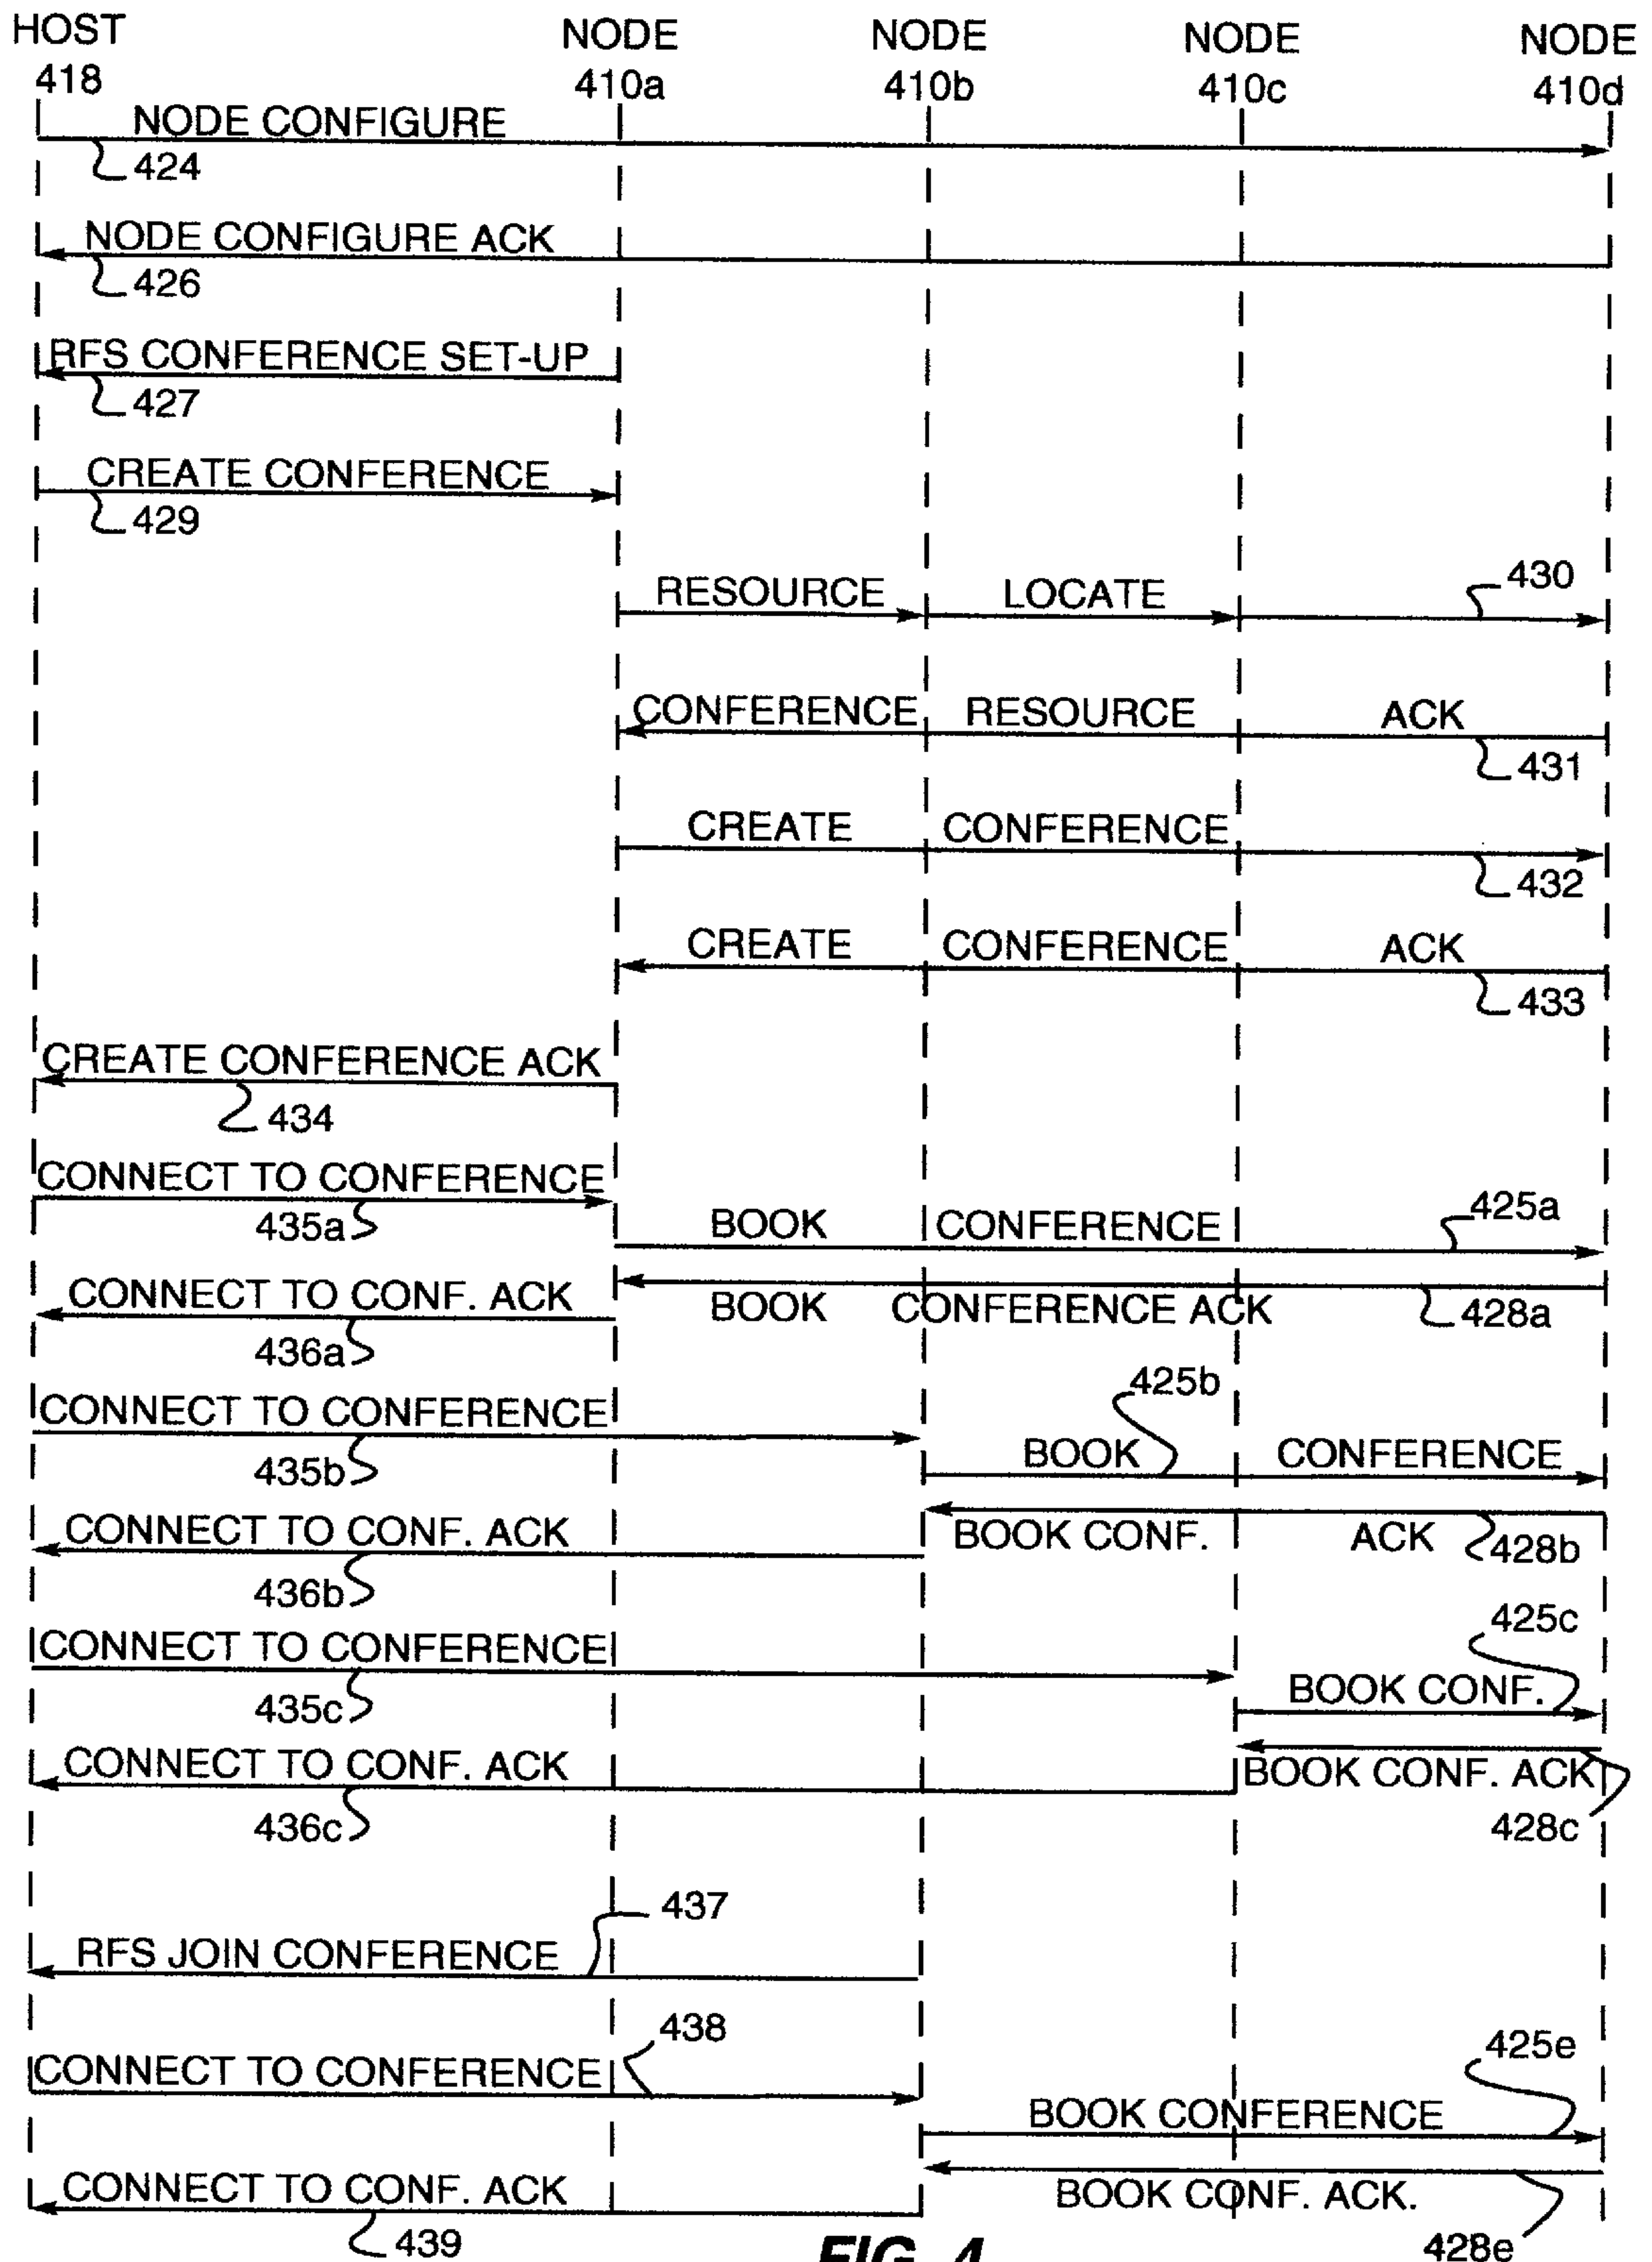 HOST NODE NODE NODE NODE
418 410a 410b 410c 410d
NODE CONFIGURE
424
NODE CONFIGURE ACK
426
RFS CONFERENCE SET-UP
427
CREATE CONFERENCE
429
430
RESOURCE LOCATE
CONFERENCE RESOURCE ACK
431
CREATE CONFERENCE
432
CREATE CONFERENCE ACK
433
CREATE CONFERENCE ACK
434
CONNECT TO CONFERENCE
435a
425a
BOOK CONFERENCE
CONNECT TO CONF. ACK
BOOK CONFERENCE ACK
428a
436a
425b
CONNECT TO CONFERENCE
435b
BOOK CONFERENCE
CONNECT TO CONF. ACK
BOOK CONF. ACK
428b
436b
425c
CONNECT TO CONFERENCE
435c
BOOK CONF.
CONNECT TO CONF. ACK
BOOK CONF. ACK
436c
428c
437
RFS JOIN CONFERENCE
438
425e
CONNECT TO CONFERENCE
BOOK CONFERENCE
CONNECT TO CONF. ACK
BOOK CONF. ACK.
439
428e
FIG. 4